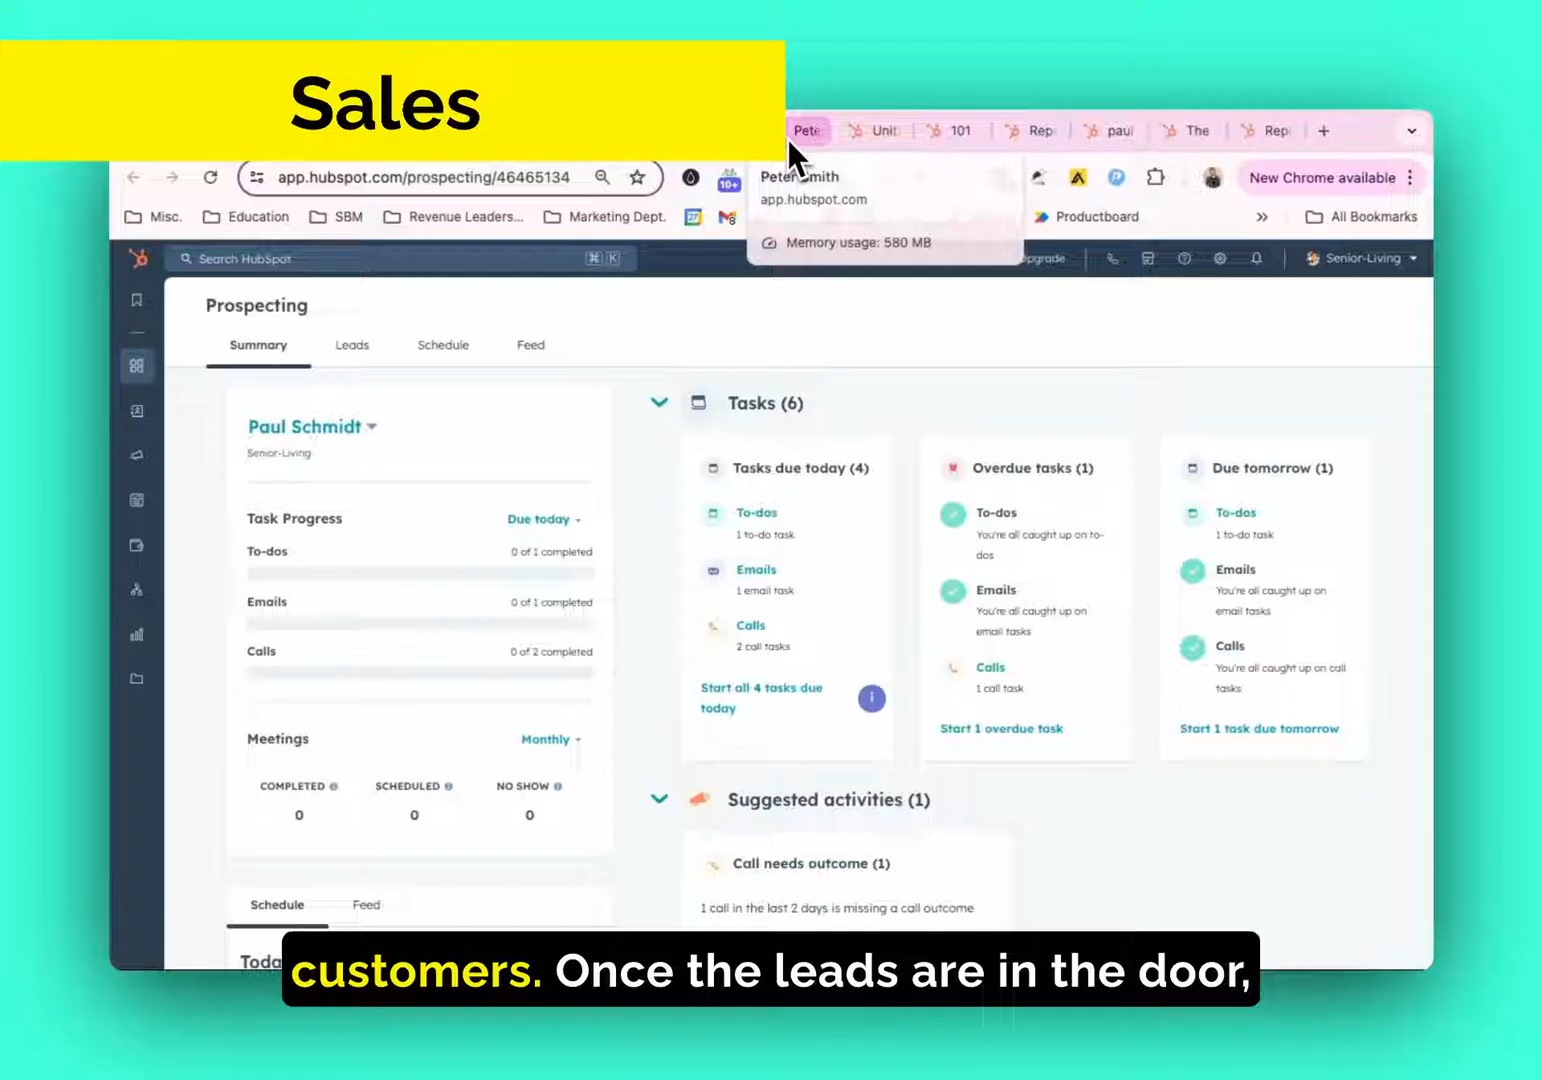 Sales
Pete
Unit
101
Rep
paul
The
Rep
app.hubspot.com/prospecting/46465134
10+
Peter Smith
app.hubspot.com
Memory usage: 580 MB
New Chrome available
Misc.
Education
SBM
Revenue Leaders...
Marketing Dept.
Productboard
All Bookmarks
Search HubSpot
⌘ K
pgrade
Senior-Living
Prospecting
Summary
Leads
Schedule
Feed
Paul Schmidt
Senior-Living
Task Progress
Due today
To-dos
0 of 1 completed
Emails
0 of 1 completed
Calls
0 of 2 completed
Meetings
Monthly
COMPLETED
SCHEDULED
NO SHOW
0
0
0
Schedule
Feed
Toda
Tasks (6)
Tasks due today (4)
To-dos
1 to-do task
Emails
1 email task
Calls
2 call tasks
Start all 4 tasks due
today
Overdue tasks (1)
To-dos
You're all caught up on to-
dos
Emails
You're all caught up on
email tasks
Calls
1 call task
Start 1 overdue task
Due tomorrow (1)
To-dos
1 to-do task
Emails
You're all caught up on
email tasks
Calls
You're all caught up on call
tasks
Start 1 task due tomorrow
Suggested activities (1)
Call needs outcome (1)
1 call in the last 2 days is missing a call outcome
customers. Once the leads are in the door,